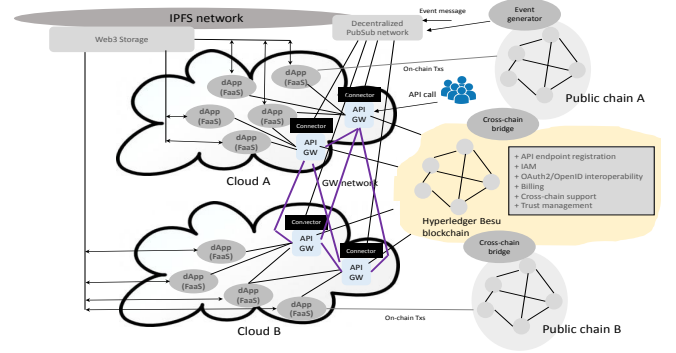 IPFS network
Web3 Storage
Decentralized
PubSub network
Event message
Event
generator
dApp
(FaaS)
dApp
(FaaS)
dApp
(FaaS)
dApp
(FaaS)
dApp
(FaaS)
On-chain Txs
API call
Public chain A
Connector
API
GW
Connector
API
GW
Cloud A
GW network
Cross-chain
bridge
+ API endpoint registration
+ IAM
+ OAuth2/OpenID interoperability
+ Billing
+ Cross-chain support
+ Trust management
Hyperledger Besu
blockchain
Cross-chain
bridge
Connector
API
GW
Connector
API
GW
dApp
(FaaS)
dApp
(FaaS)
dApp
(FaaS)
dApp
(FaaS)
Cloud B
On-chain Txs
Public chain B